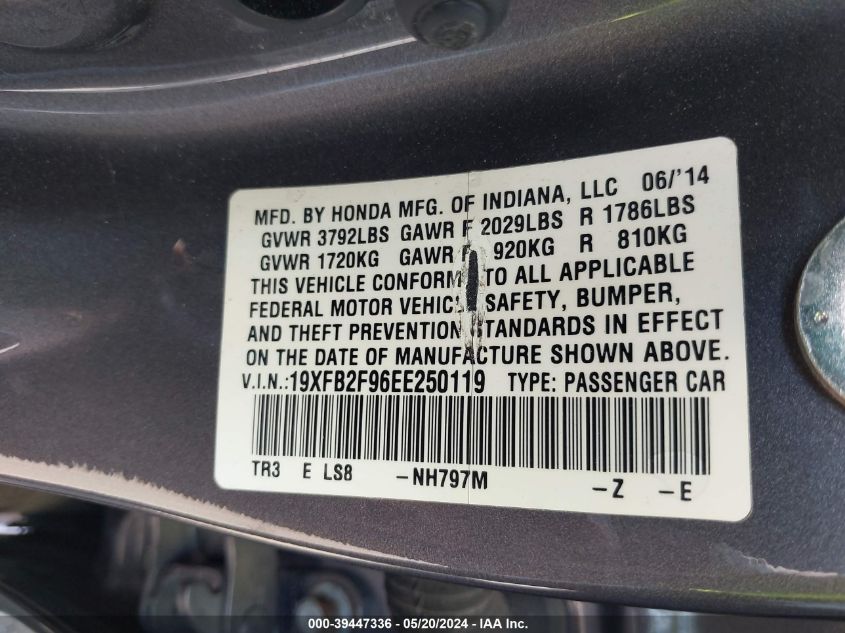 MFD. BY HONDA MFG. OF INDIANA, LLC 06/'14
GVWR 3792LBS GAWR F 2029LBS R 1786LBS
GVWR 1720KG GAWR F 920KG R 810KG
THIS VEHICLE CONFORM TO ALL APPLICABLE
FEDERAL MOTOR VEHIC SAFETY, BUMPER,
AND THEFT PREVENTION STANDARDS IN EFFECT
ON THE DATE OF MANUFACTURE SHOWN ABOVE.
V.I.N.:19XFB2F96EE250119 TYPE: PASSENGER CAR
TR3 E LS8 -NH797M -Z -E
000-39447336 - 05/20/2024 - IAA Inc.